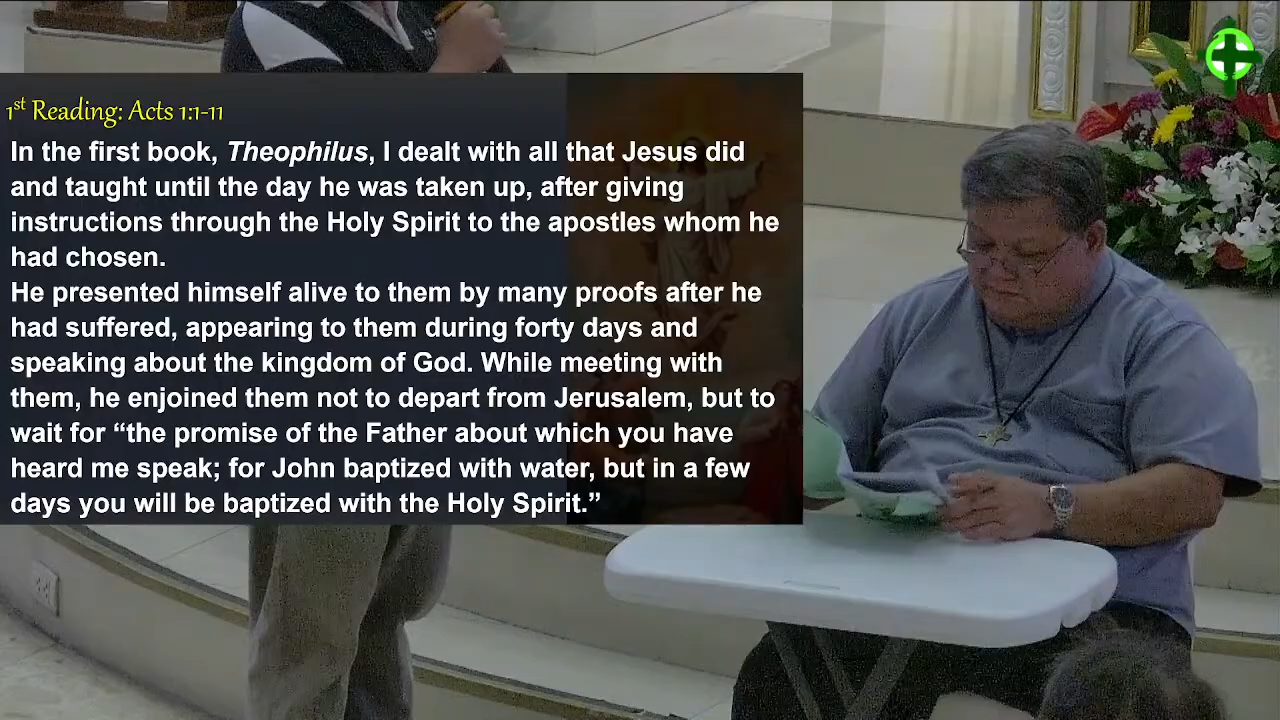 1st Reading: Acts 1:1-11
In the first book, Theophilus, I dealt with all that Jesus did
and taught until the day he was taken up, after giving
instructions through the Holy Spirit to the apostles whom he
had chosen.
He presented himself alive to them by many proofs after he
had suffered, appearing to them during forty days and
speaking about the kingdom of God. While meeting with
them, he enjoined them not to depart from Jerusalem, but to
wait for “the promise of the Father about which you have
heard me speak; for John baptized with water, but in a few
days you will be baptized with the Holy Spirit.”